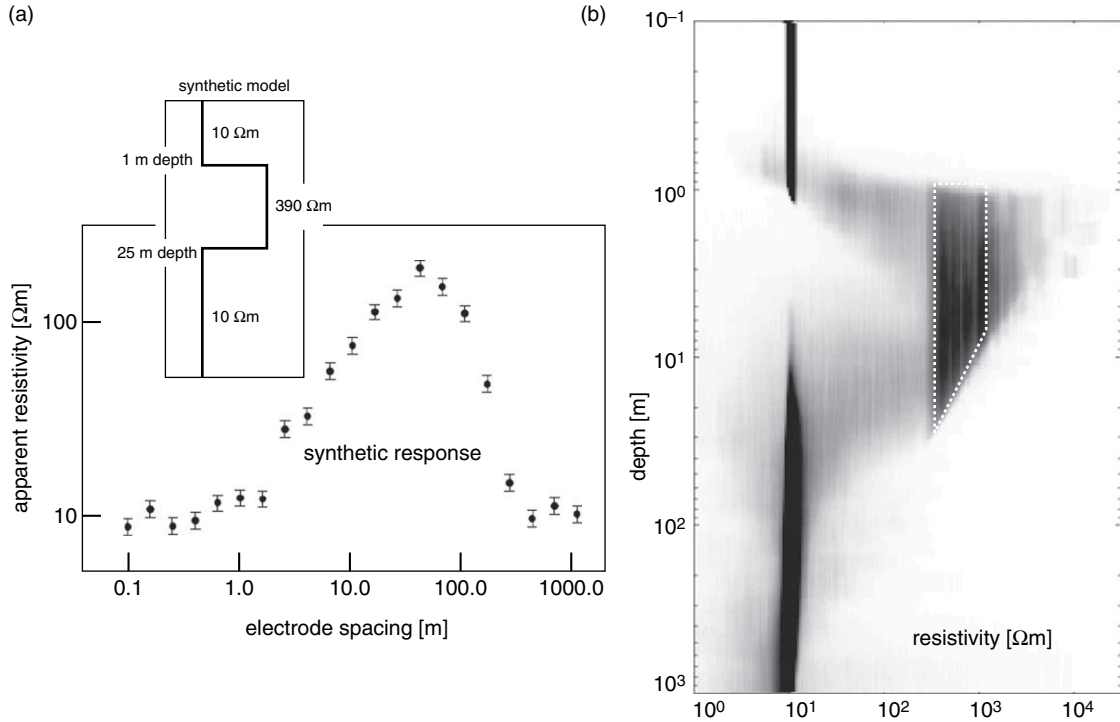 (a)
synthetic model
10 Ωm
1 m depth
390 Ωm
25 m depth
10 Ωm
apparent resistivity [Ωm]
100
10
synthetic response
0.1 1.0 10.0 100.0 1000.0
electrode spacing [m]
(b)
10⁻¹
10⁰
10¹
10²
10³
depth [m]
resistivity [Ωm]
10⁰ 10¹ 10² 10³ 10⁴